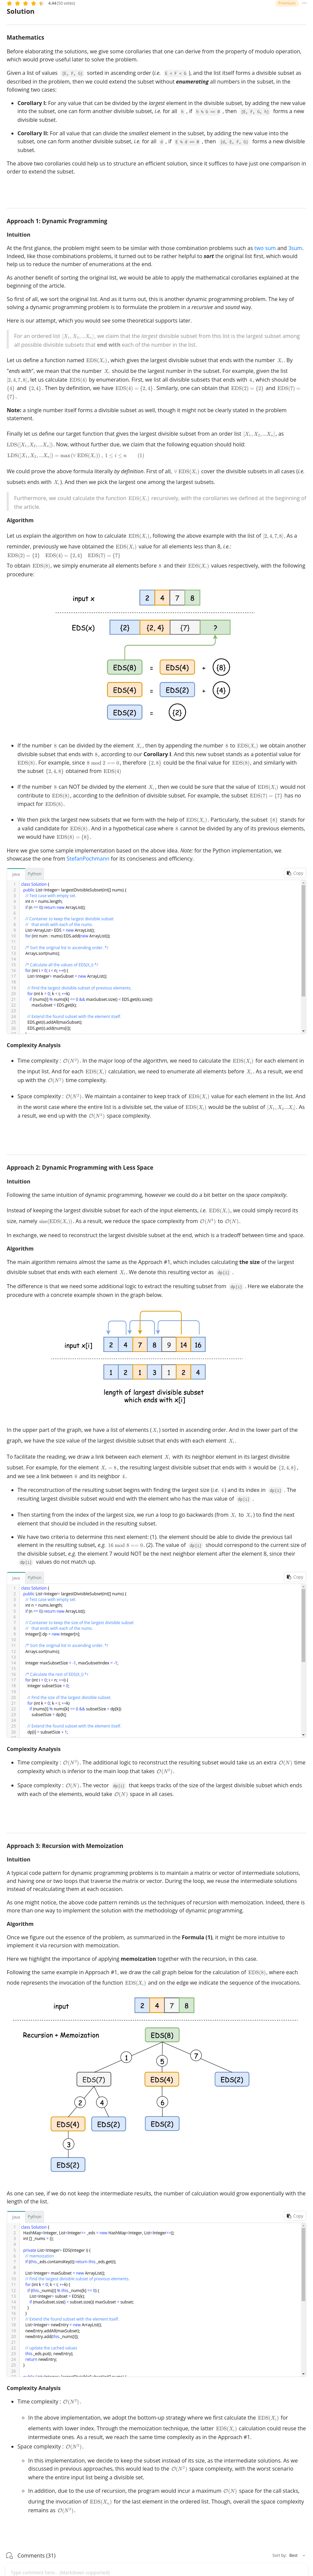 4.44 (50 votes)
Premium
Solution
Mathematics
Before elaborating the solutions, we give some corollaries that one can derive from the property of modulo operation,
which would prove useful later to solve the problem.
Given a list of values [E, F, G] sorted in ascending order (i.e. E < F < G), and the list itself forms a divisible subset as
described in the problem, then we could extend the subset without enumerating all numbers in the subset, in the
following two cases:
• Corollary I: For any value that can be divided by the largest element in the divisible subset, by adding the new value
into the subset, one can form another divisible subset, i.e. for all h, if h % G == 0, then [E, F, G, h] forms a new
divisible subset.
• Corollary II: For all value that can divide the smallest element in the subset, by adding the new value into the
subset, one can form another divisible subset, i.e. for all d, if E % d == 0, then [d, E, F, G] forms a new divisible
subset.
The above two corollaries could help us to structure an efficient solution, since it suffices to have just one comparison in
order to extend the subset.
Approach 1: Dynamic Programming
Intuition
At the first glance, the problem might seem to be similar with those combination problems such as two sum and 3sum.
Indeed, like those combinations problems, it turned out to be rather helpful to sort the original list first, which would
help us to reduce the number of enumerations at the end.
As another benefit of sorting the original list, we would be able to apply the mathematical corollaries explained at the
beginning of the article.
So first of all, we sort the original list. And as it turns out, this is another dynamic programming problem. The key of
solving a dynamic programming problem is to formulate the problem in a recursive and sound way.
Here is our attempt, which you would see some theoretical supports later.
For an ordered list [X₁, X₂, ...Xₙ], we claim that the largest divisible subset from this list is the largest subset among
all possible divisible subsets that end with each of the number in the list.
Let us define a function named EDS(Xᵢ), which gives the largest divisible subset that ends with the number Xᵢ. By
"ends with", we mean that the number Xᵢ should be the largest number in the subset. For example, given the list
[2, 4, 7, 8], let us calculate EDS(4) by enumeration. First, we list all divisible subsets that ends with 4, which should be
{4} and {2, 4}. Then by definition, we have EDS(4) = {2, 4}. Similarly, one can obtain that EDS(2) = {2} and EDS(7) =
{7}.
Note: a single number itself forms a divisible subset as well, though it might not be clearly stated in the problem
statement.
Finally let us define our target function that gives the largest divisible subset from an order list [X₁, X₂, ...Xₙ], as
LDS([X₁, X₂, ...Xₙ]). Now, without further due, we claim that the following equation should hold:
LDS([X₁, X₂, ...Xₙ]) = max (∀ EDS(Xᵢ)), 1 ≤ i ≤ n (1)
We could prove the above formula literally by definition. First of all, ∀ EDS(Xᵢ) cover the divisible subsets in all cases (i.e.
subsets ends with Xᵢ). And then we pick the largest one among the largest subsets.
Furthermore, we could calculate the function EDS(Xᵢ) recursively, with the corollaries we defined at the beginning of
the article.
Algorithm
Let us explain the algorithm on how to calculate EDS(Xᵢ), following the above example with the list of [2, 4, 7, 8]. As a
reminder, previously we have obtained the EDS(Xᵢ) value for all elements less than 8, i.e.:
EDS(2) = {2} EDS(4) = {2, 4} EDS(7) = {7}
To obtain EDS(8), we simply enumerate all elements before 8 and their EDS(Xᵢ) values respectively, with the following
procedure:
input x 2 4 7 8
EDS(x) {2} {2, 4} {7} ?
EDS(8) = EDS(4) + {8}
EDS(4) = EDS(2) + {4}
EDS(2) = {2}
• If the number 8 can be divided by the element Xᵢ, then by appending the number 8 to EDS(Xᵢ) we obtain another
divisible subset that ends with 8, according to our Corollary I. And this new subset stands as a potential value for
EDS(8). For example, since 8 mod 2 == 0, therefore {2, 8} could be the final value for EDS(8), and similarly with
the subset {2, 4, 8} obtained from EDS(4)
• If the number 8 can NOT be divided by the element Xᵢ, then we could be sure that the value of EDS(Xᵢ) would not
contribute to EDS(8), according to the definition of divisible subset. For example, the subset EDS(7) = {7} has no
impact for EDS(8).
• We then pick the largest new subsets that we form with the help of EDS(Xᵢ). Particularly, the subset {8} stands for
a valid candidate for EDS(8). And in a hypothetical case where 8 cannot be divided by any of its previous elements,
we would have EDS(8) = {8}.
Here we give some sample implementation based on the above idea. Note: for the Python implementation, we
showcase the one from StefanPochmann for its conciseness and efficiency.
Java
Python
Copy
1 class Solution {
2 public List<Integer> largestDivisibleSubset(int[] nums) {
3 // Test case with empty set.
4 int n = nums.length;
5 if (n == 0) return new ArrayList();
6
7 // Container to keep the largest divisible subset
8 // that ends with each of the nums.
9 List<ArrayList> EDS = new ArrayList();
10 for (int num : nums) EDS.add(new ArrayList());
11
12 /* Sort the original list in ascending order. */
13 Arrays.sort(nums);
14
15 /* Calculate all the values of EDS(X_i) */
16 for (int i = 0; i < n; ++i) {
17 List<Integer> maxSubset = new ArrayList();
18
19 // Find the largest divisible subset of previous elements.
20 for (int k = 0; k < i; ++k)
21 if (nums[i] % nums[k] == 0 && maxSubset.size() < EDS.get(k).size())
22 maxSubset = EDS.get(k);
23
24 // Extend the found subset with the element itself.
25 EDS.get(i).addAll(maxSubset);
26 EDS.get(i).add(nums[i]);
Complexity Analysis
• Time complexity : O(N²). In the major loop of the algorithm, we need to calculate the EDS(Xᵢ) for each element in
the input list. And for each EDS(Xᵢ) calculation, we need to enumerate all elements before Xᵢ. As a result, we end
up with the O(N²) time complexity.
• Space complexity : O(N²). We maintain a container to keep track of EDS(Xᵢ) value for each element in the list. And
in the worst case where the entire list is a divisible set, the value of EDS(Xᵢ) would be the sublist of [X₁, X₂...Xᵢ]. As
a result, we end up with the O(N²) space complexity.
Approach 2: Dynamic Programming with Less Space
Intuition
Following the same intuition of dynamic programming, however we could do a bit better on the space complexity.
Instead of keeping the largest divisible subset for each of the input elements, i.e. EDS(Xᵢ), we could simply record its
size, namely size(EDS(Xᵢ)). As a result, we reduce the space complexity from O(N²) to O(N).
In exchange, we need to reconstruct the largest divisible subset at the end, which is a tradeoff between time and space.
Algorithm
The main algorithm remains almost the same as the Approach #1, which includes calculating the size of the largest
divisible subset that ends with each element Xᵢ. We denote this resulting vector as dp[i].
The difference is that we need some additional logic to extract the resulting subset from dp[i]. Here we elaborate the
procedure with a concrete example shown in the graph below.
input x[i] 2 4 7 8 9 14 16
1 2 1 3 1 2 4
length of largest divisible subset
which ends with x[i]
In the upper part of the graph, we have a list of elements (Xᵢ) sorted in ascending order. And in the lower part of the
graph, we have the size value of the largest divisible subset that ends with each element Xᵢ.
To facilitate the reading, we draw a link between each element Xᵢ with its neighbor element in its largest divisible
subset. For example, for the element Xᵢ = 8, the resulting largest divisible subset that ends with 8 would be {2, 4, 8},
and we see a link between 8 and its neighbor 4.
• The reconstruction of the resulting subset begins with finding the largest size (i.e. 4) and its index in dp[i]. The
resulting largest divisible subset would end with the element who has the max value of dp[i].
• Then starting from the index of the largest size, we run a loop to go backwards (from Xᵢ to X₁) to find the next
element that should be included in the resulting subset.
• We have two criteria to determine this next element: (1). the element should be able to divide the previous tail
element in the resulting subset, e.g. 16 mod 8 == 0. (2). The value of dp[i] should correspond to the current size of
the divisible subset, e.g. the element 7 would NOT be the next neighbor element after the element 8, since their
dp[i] values do not match up.
Java
Python
Copy
1 class Solution {
2 public List<Integer> largestDivisibleSubset(int[] nums) {
3 // Test case with empty set.
4 int n = nums.length;
5 if (n == 0) return new ArrayList();
6
7 // Container to keep the size of the largest divisible subset
8 // that ends with each of the nums.
9 Integer[] dp = new Integer[n];
10
11 /* Sort the original list in ascending order. */
12 Arrays.sort(nums);
13
14 Integer maxSubsetSize = -1, maxSubsetIndex = -1;
15
16 /* Calculate the rest of EDS(X_i) */
17 for (int i = 0; i < n; ++i) {
18 Integer subsetSize = 0;
19
20 // Find the size of the largest divisible subset.
21 for (int k = 0; k < i; ++k)
22 if (nums[i] % nums[k] == 0 && subsetSize < dp[k])
23 subsetSize = dp[k];
24
25 // Extend the found subset with the element itself.
26 dp[i] = subsetSize + 1;
Complexity Analysis
• Time complexity : O(N²). The additional logic to reconstruct the resulting subset would take us an extra O(N) time
complexity which is inferior to the main loop that takes O(N²).
• Space complexity : O(N). The vector dp[i] that keeps tracks of the size of the largest divisible subset which ends
with each of the elements, would take O(N) space in all cases.
Approach 3: Recursion with Memoization
Intuition
A typical code pattern for dynamic programming problems is to maintain a matrix or vector of intermediate solutions,
and having one or two loops that traverse the matrix or vector. During the loop, we reuse the intermediate solutions
instead of recalculating them at each occasion.
As one might notice, the above code pattern reminds us the techniques of recursion with memoization. Indeed, there is
more than one way to implement the solution with the methodology of dynamic programming.
Algorithm
Once we figure out the essence of the problem, as summarized in the Formula (1), it might be more intuitive to
implement it via recursion with memoization.
Here we highlight the importance of applying memoization together with the recursion, in this case.
Following the same example in Approach #1, we draw the call graph below for the calculation of EDS(8), where each
node represents the invocation of the function EDS(Xᵢ) and on the edge we indicate the sequence of the invocations.
input 2 4 7 8
Recursion + Memoization
EDS(8)
1 5 7
EDS(7) EDS(4) EDS(2)
2 4 6
EDS(4) EDS(2) EDS(2)
3
EDS(2)
As one can see, if we do not keep the intermediate results, the number of calculation would grow exponentially with the
length of the list.
Java
Python
Copy
1 class Solution {
2 HashMap<Integer, List<Integer>> _eds = new HashMap<Integer, List<Integer>>();
3 int [] _nums = {};
4
5 private List<Integer> EDS(Integer i) {
6 // memoization
7 if (this._eds.containsKey(i)) return this._eds.get(i);
8
9 List<Integer> maxSubset = new ArrayList();
10 // Find the largest divisible subset of previous elements.
11 for (int k = 0; k < i; ++k) {
12 if (this._nums[i] % this._nums[k] == 0) {
13 List<Integer> subset = EDS(k);
14 if (maxSubset.size() < subset.size()) maxSubset = subset;
15 }
16 }
17 // Extend the found subset with the element itself.
18 List<Integer> newEntry = new ArrayList();
19 newEntry.addAll(maxSubset);
20 newEntry.add(this._nums[i]);
21
22 // update the cached values
23 this._eds.put(i, newEntry);
24 return newEntry;
25 }
26
Complexity Analysis
• Time complexity : O(N²).
◦ In the above implementation, we adopt the bottom-up strategy where we first calculate the EDS(Xᵢ) for
elements with lower index. Through the memoization technique, the latter EDS(Xᵢ) calculation could reuse the
intermediate ones. As a result, we reach the same time complexity as in the Approach #1.
• Space complexity : O(N²).
◦ In this implementation, we decide to keep the subset instead of its size, as the intermediate solutions. As we
discussed in previous approaches, this would lead to the O(N²) space complexity, with the worst scenario
where the entire input list being a divisible set.
◦ In addition, due to the use of recursion, the program would incur a maximum O(N) space for the call stacks,
during the invocation of EDS(Xₙ) for the last element in the ordered list. Though, overall the space complexity
remains as O(N²).
Comments (31)
Sort by: Best
Type comment here... (Markdown supported)